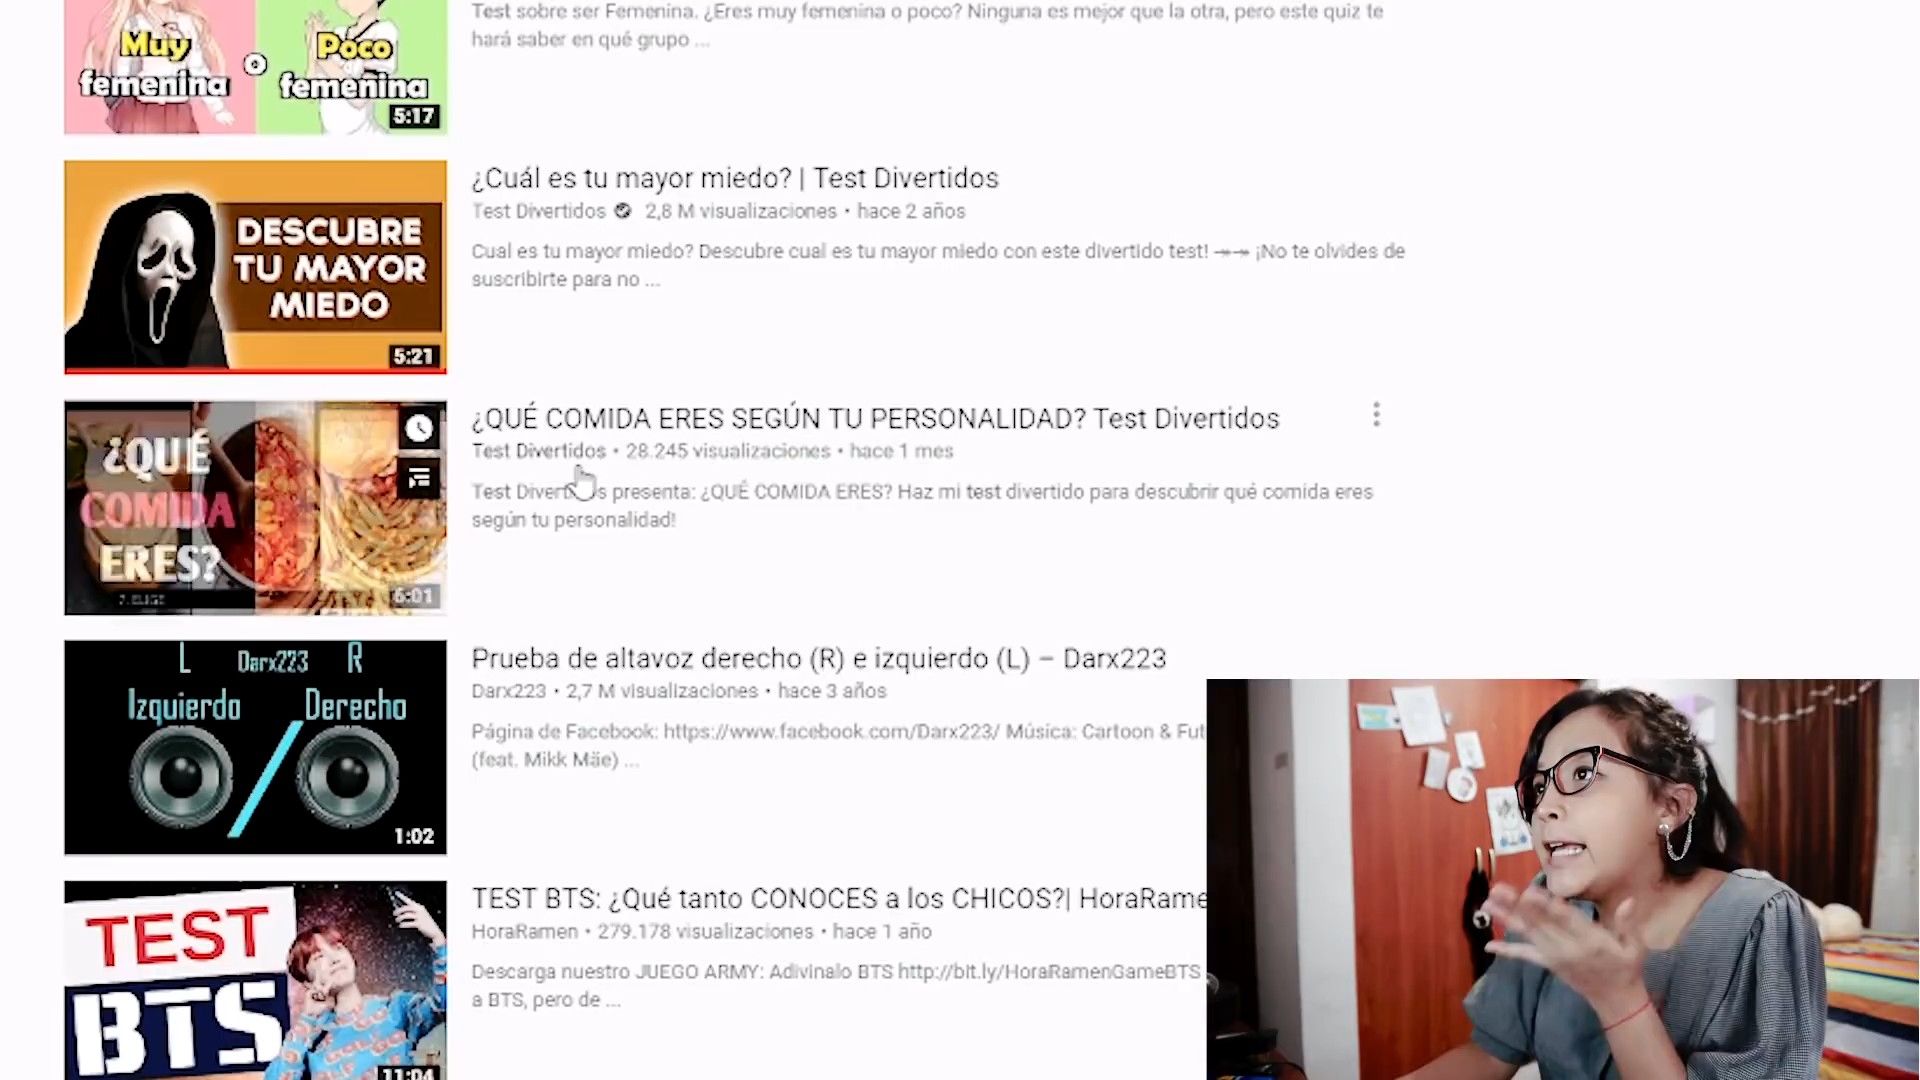 Muy
femenina
o
Poco
femenina
5:17
Test sobre ser Femenina. ¿Eres muy femenina o poco? Ninguna es mejor que la otra, pero este quiz te
hará saber en qué grupo ...
DESCUBRE
TU MAYOR
MIEDO
5:21
¿Cuál es tu mayor miedo? | Test Divertidos
Test Divertidos 2,8 M visualizaciones • hace 2 años
Cual es tu mayor miedo? Descubre cual es tu mayor miedo con este divertido test! →→ ¡No te olvides de
suscribirte para no ...
¿QUÉ
COMIDA
ERES?
6:01
¿QUÉ COMIDA ERES SEGÚN TU PERSONALIDAD? Test Divertidos
Test Divertidos • 28.245 visualizaciones • hace 1 mes
Test Divertidos presenta: ¿QUÉ COMIDA ERES? Haz mi test divertido para descubrir qué comida eres
según tu personalidad!
L Darx223 R
Izquierdo Derecho
1:02
Prueba de altavoz derecho (R) e izquierdo (L) – Darx223
Darx223 • 2,7 M visualizaciones • hace 3 años
Página de Facebook: https://www.facebook.com/Darx223/ Música: Cartoon & Fut
(feat. Mikk Mäe) ...
TEST
BTS
11:04
TEST BTS: ¿Qué tanto CONOCES a los CHICOS?| HoraRame
HoraRamen • 279.178 visualizaciones • hace 1 año
Descarga nuestro JUEGO ARMY: Adivinalo BTS http://bit.ly/HoraRamenGameBTS
a BTS, pero de ...